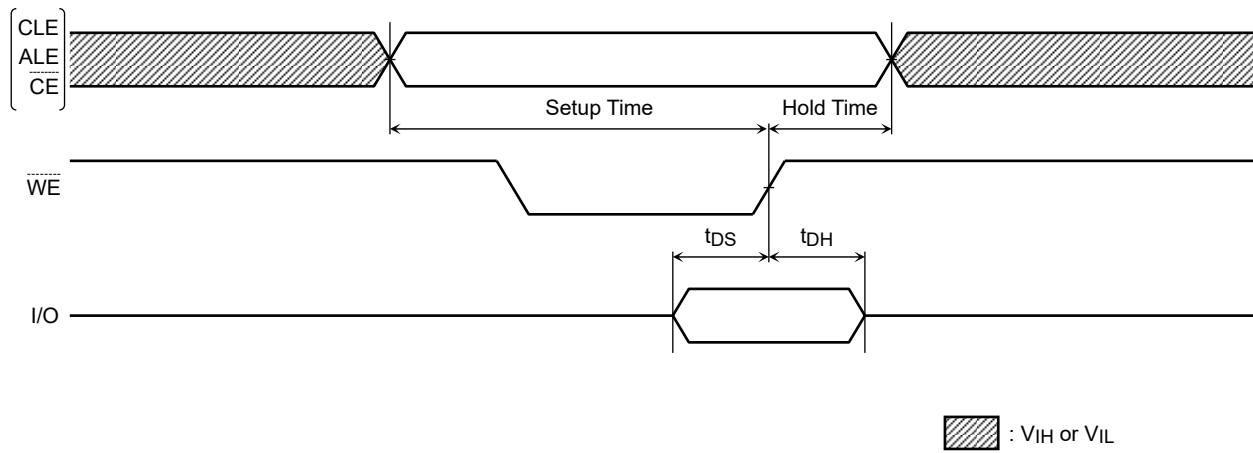 CLE
ALE
CE
Setup Time
Hold Time
WE
tDS
tDH
I/O
: VIH or VIL